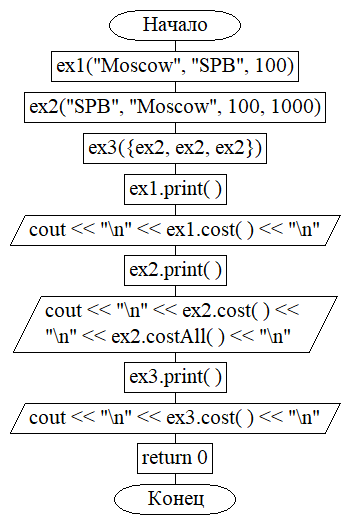 Начало
ex1("Moscow", "SPB", 100)
ex2("SPB", "Moscow", 100, 1000)
ex3({ex2, ex2, ex2})
ex1.print( )
cout << "\n" << ex1.cost( ) << "\n"
ex2.print( )
cout << "\n" << ex2.cost( ) <<
"\n" << ex2.costAll( ) << "\n"
ex3.print( )
cout << "\n" << ex3.cost( ) << "\n"
return 0
Конец